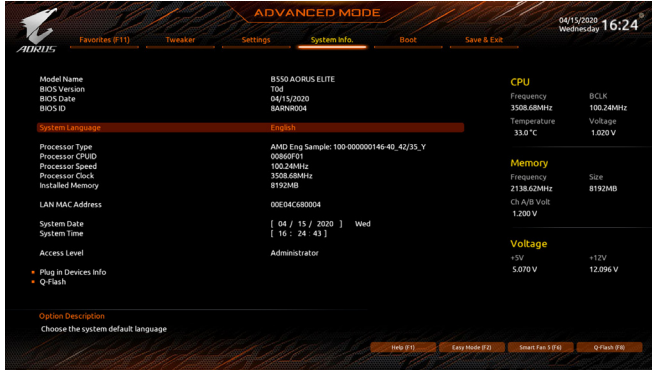 ADVANCED MODE
04/15/2020
Wednesday 16:24
AORUS
Favorites (F11) Tweaker Settings System Info. Boot Save & Exit
Model Name B550 AORUS ELITE
BIOS Version T0d
BIOS Date 04/15/2020
BIOS ID 8ARNR004
System Language English
Processor Type AMD Eng Sample: 100-000000146-40_42/35_Y
Processor CPUID 00860F01
Processor Speed 100.24MHz
Processor Clock 3508.68MHz
Installed Memory 8192MB
LAN MAC Address 00E04C680004
System Date [ 04 / 15 / 2020 ] Wed
System Time [ 16 : 24 : 43 ]
Access Level Administrator
Plug in Devices Info
Q-Flash
CPU
Frequency BCLK
3508.68MHz 100.24MHz
Temperature Voltage
33.0 °C 1.020 V
Memory
Frequency Size
2138.62MHz 8192MB
Ch A/B Volt
1.200 V
Voltage
+5V +12V
5.070 V 12.096 V
Option Description
Choose the system default language
Help (F1) Easy Mode (F2) Smart Fan 5 (F6) Q-Flash (F8)